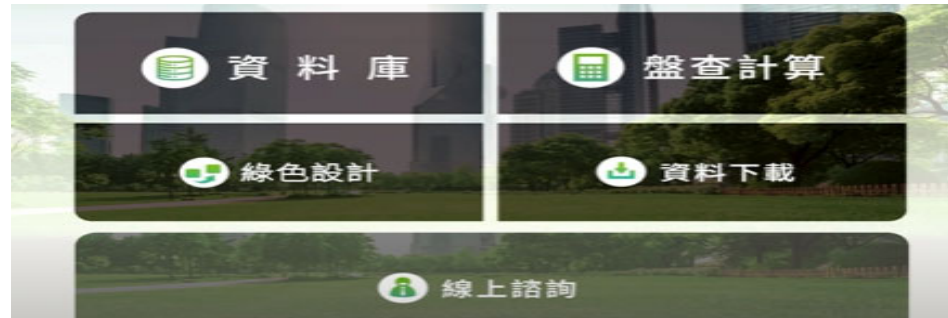 資料庫
盤查計算
綠色設計
資料下載
線上諮詢